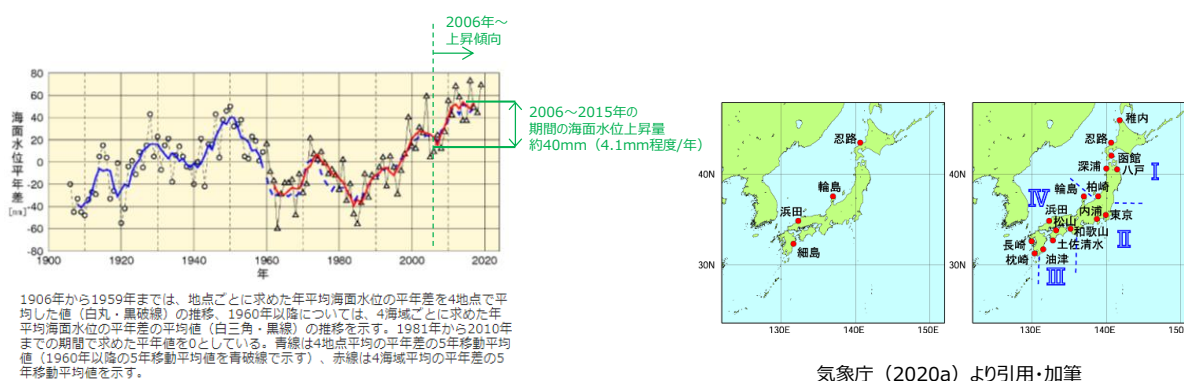 2006年～
上昇傾向
2006～2015年の
期間の海面水位上昇量
約40mm（4.1mm程度/年）
海面水位平年差
[mm]
80
60
40
20
0
-20
-40
-60
-80
1900
1920
1940
1960
1980
2000
2020
年
1906年から1959年までは、地点ごとに求めた年平均海面水位の平年差を4地点で平
均した値（白丸・黒破線）の推移、1960年以降については、4海域ごとに求めた年
平均海面水位の平年差の平均値（白三角・黒線）の推移を示す。1981年から2010年
までの期間で求めた平年値を0としている。青線は4地点平均の平年差の5年移動平均
値（1960年以降の5年移動平均値を青破線で示す）、赤線は4海域平均の平年差の5
年移動平均値を示す。
忍路
輪島
浜田
細島
40N
30N
130E
140E
150E
稚内
忍路
函館
深浦
八戸
I
輪島
柏崎
IV
浜田
内浦
東京
松山
和歌山
II
長崎
土佐清水
枕崎
油津
III
40N
30N
130E
140E
150E
気象庁（2020a）より引用・加筆